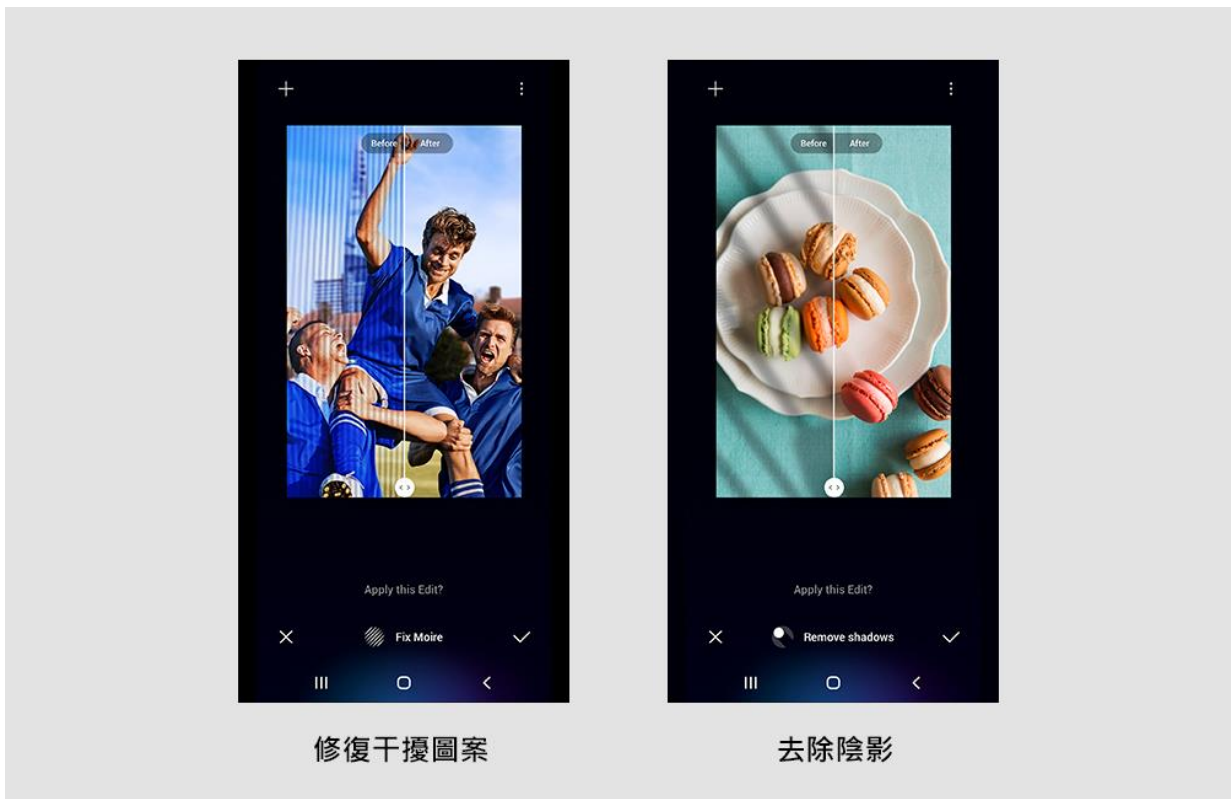 Before After
Apply this Edit?
Fix Moire
修復干擾圖案
Before After
Apply this Edit?
Remove shadows
去除陰影